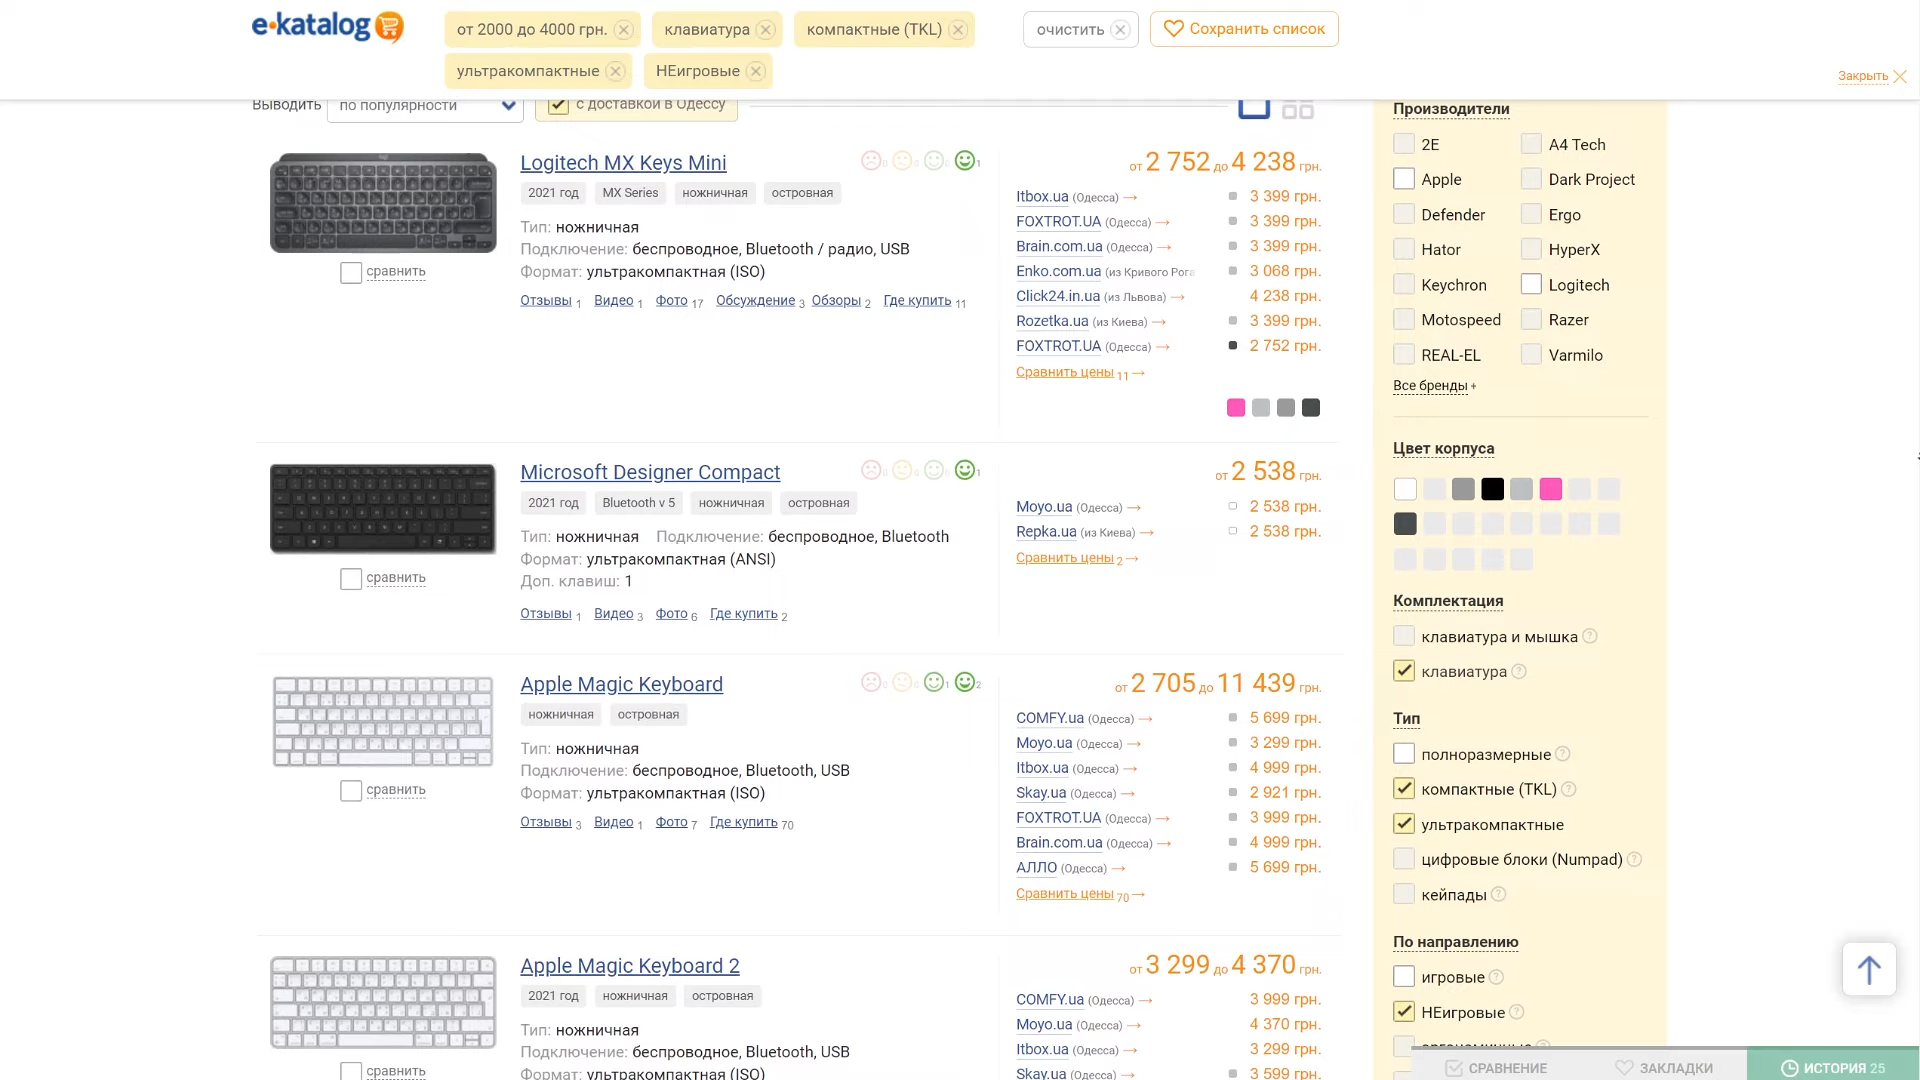 e-katalog
от 2000 до 4000 грн.
клавиатура
компактные (TKL)
очистить
Сохранить список
ультракомпактные
НЕигровые
Закрыть
Выводить
по популярности
с доставкой в Одессу
Logitech MX Keys Mini
0 0 0 1
2021 год
MX Series
ножничная
островная
Тип: ножничная
Подключение: беспроводное, Bluetooth / радио, USB
Формат: ультракомпактная (ISO)
сравнить
Отзывы 1 Видео 1 Фото 17 Обсуждение 3 Обзоры 2 Где купить 11
от 2 752 до 4 238 грн.
Itbox.ua (Одесса) → 3 399 грн.
FOXTROT.UA (Одесса) → 3 399 грн.
Brain.com.ua (Одесса) → 3 399 грн.
Enko.com.ua (из Кривого Рога 3 068 грн.
Click24.in.ua (из Львова) → 4 238 грн.
Rozetka.ua (из Киева) → 3 399 грн.
FOXTROT.UA (Одесса) → 2 752 грн.
Сравнить цены 11 →
Microsoft Designer Compact
0 0 0 1
2021 год
Bluetooth v 5
ножничная
островная
Тип: ножничная Подключение: беспроводное, Bluetooth
Формат: ультракомпактная (ANSI)
Доп. клавиш: 1
сравнить
Отзывы 1 Видео 3 Фото 6 Где купить 2
от 2 538 грн.
Moyo.ua (Одесса) → 2 538 грн.
Repka.ua (из Киева) → 2 538 грн.
Сравнить цены 2 →
Apple Magic Keyboard
0 0 1 2
ножничная
островная
Тип: ножничная
Подключение: беспроводное, Bluetooth, USB
Формат: ультракомпактная (ISO)
сравнить
Отзывы 3 Видео 1 Фото 7 Где купить 70
от 2 705 до 11 439 грн.
COMFY.ua (Одесса) → 5 699 грн.
Moyo.ua (Одесса) → 3 299 грн.
Itbox.ua (Одесса) → 4 999 грн.
Skay.ua (Одесса) → 2 921 грн.
FOXTROT.UA (Одесса) → 3 999 грн.
Brain.com.ua (Одесса) → 4 999 грн.
АЛЛО (Одесса) → 5 699 грн.
Сравнить цены 70 →
Apple Magic Keyboard 2
2021 год
ножничная
островная
Тип: ножничная
Подключение: беспроводное, Bluetooth, USB
Формат: ультракомпактная (ISO)
сравнить
от 3 299 до 4 370 грн.
COMFY.ua (Одесса) → 3 999 грн.
Moyo.ua (Одесса) → 4 370 грн.
Itbox.ua (Одесса) → 3 299 грн.
Skay.ua (Одесса) → 3 599 грн.
Производители
2E
A4 Tech
Apple
Dark Project
Defender
Ergo
Hator
HyperX
Keychron
Logitech
Motospeed
Razer
REAL-EL
Varmilo
Все бренды +
Цвет корпуса
Комплектация
клавиатура и мышка ?
клавиатура ?
Тип
полноразмерные ?
компактные (TKL) ?
ультракомпактные
цифровые блоки (Numpad) ?
кейпады ?
По направлению
игровые ?
НЕигровые ?
СРАВНЕНИЕ
ЗАКЛАДКИ
ИСТОРИЯ 25